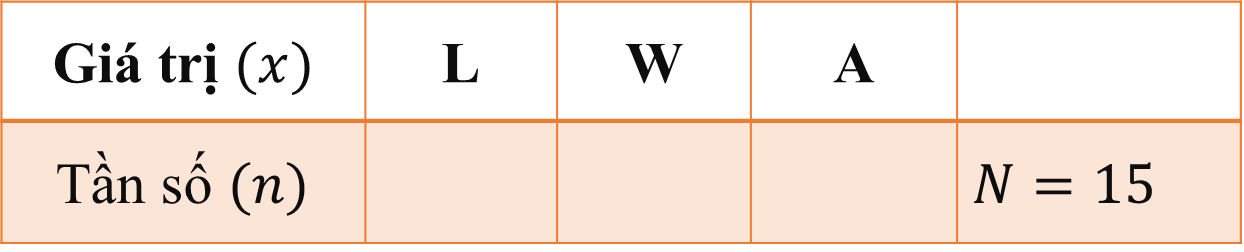 Giá trị (x) L W A
Tần số (n) N = 15